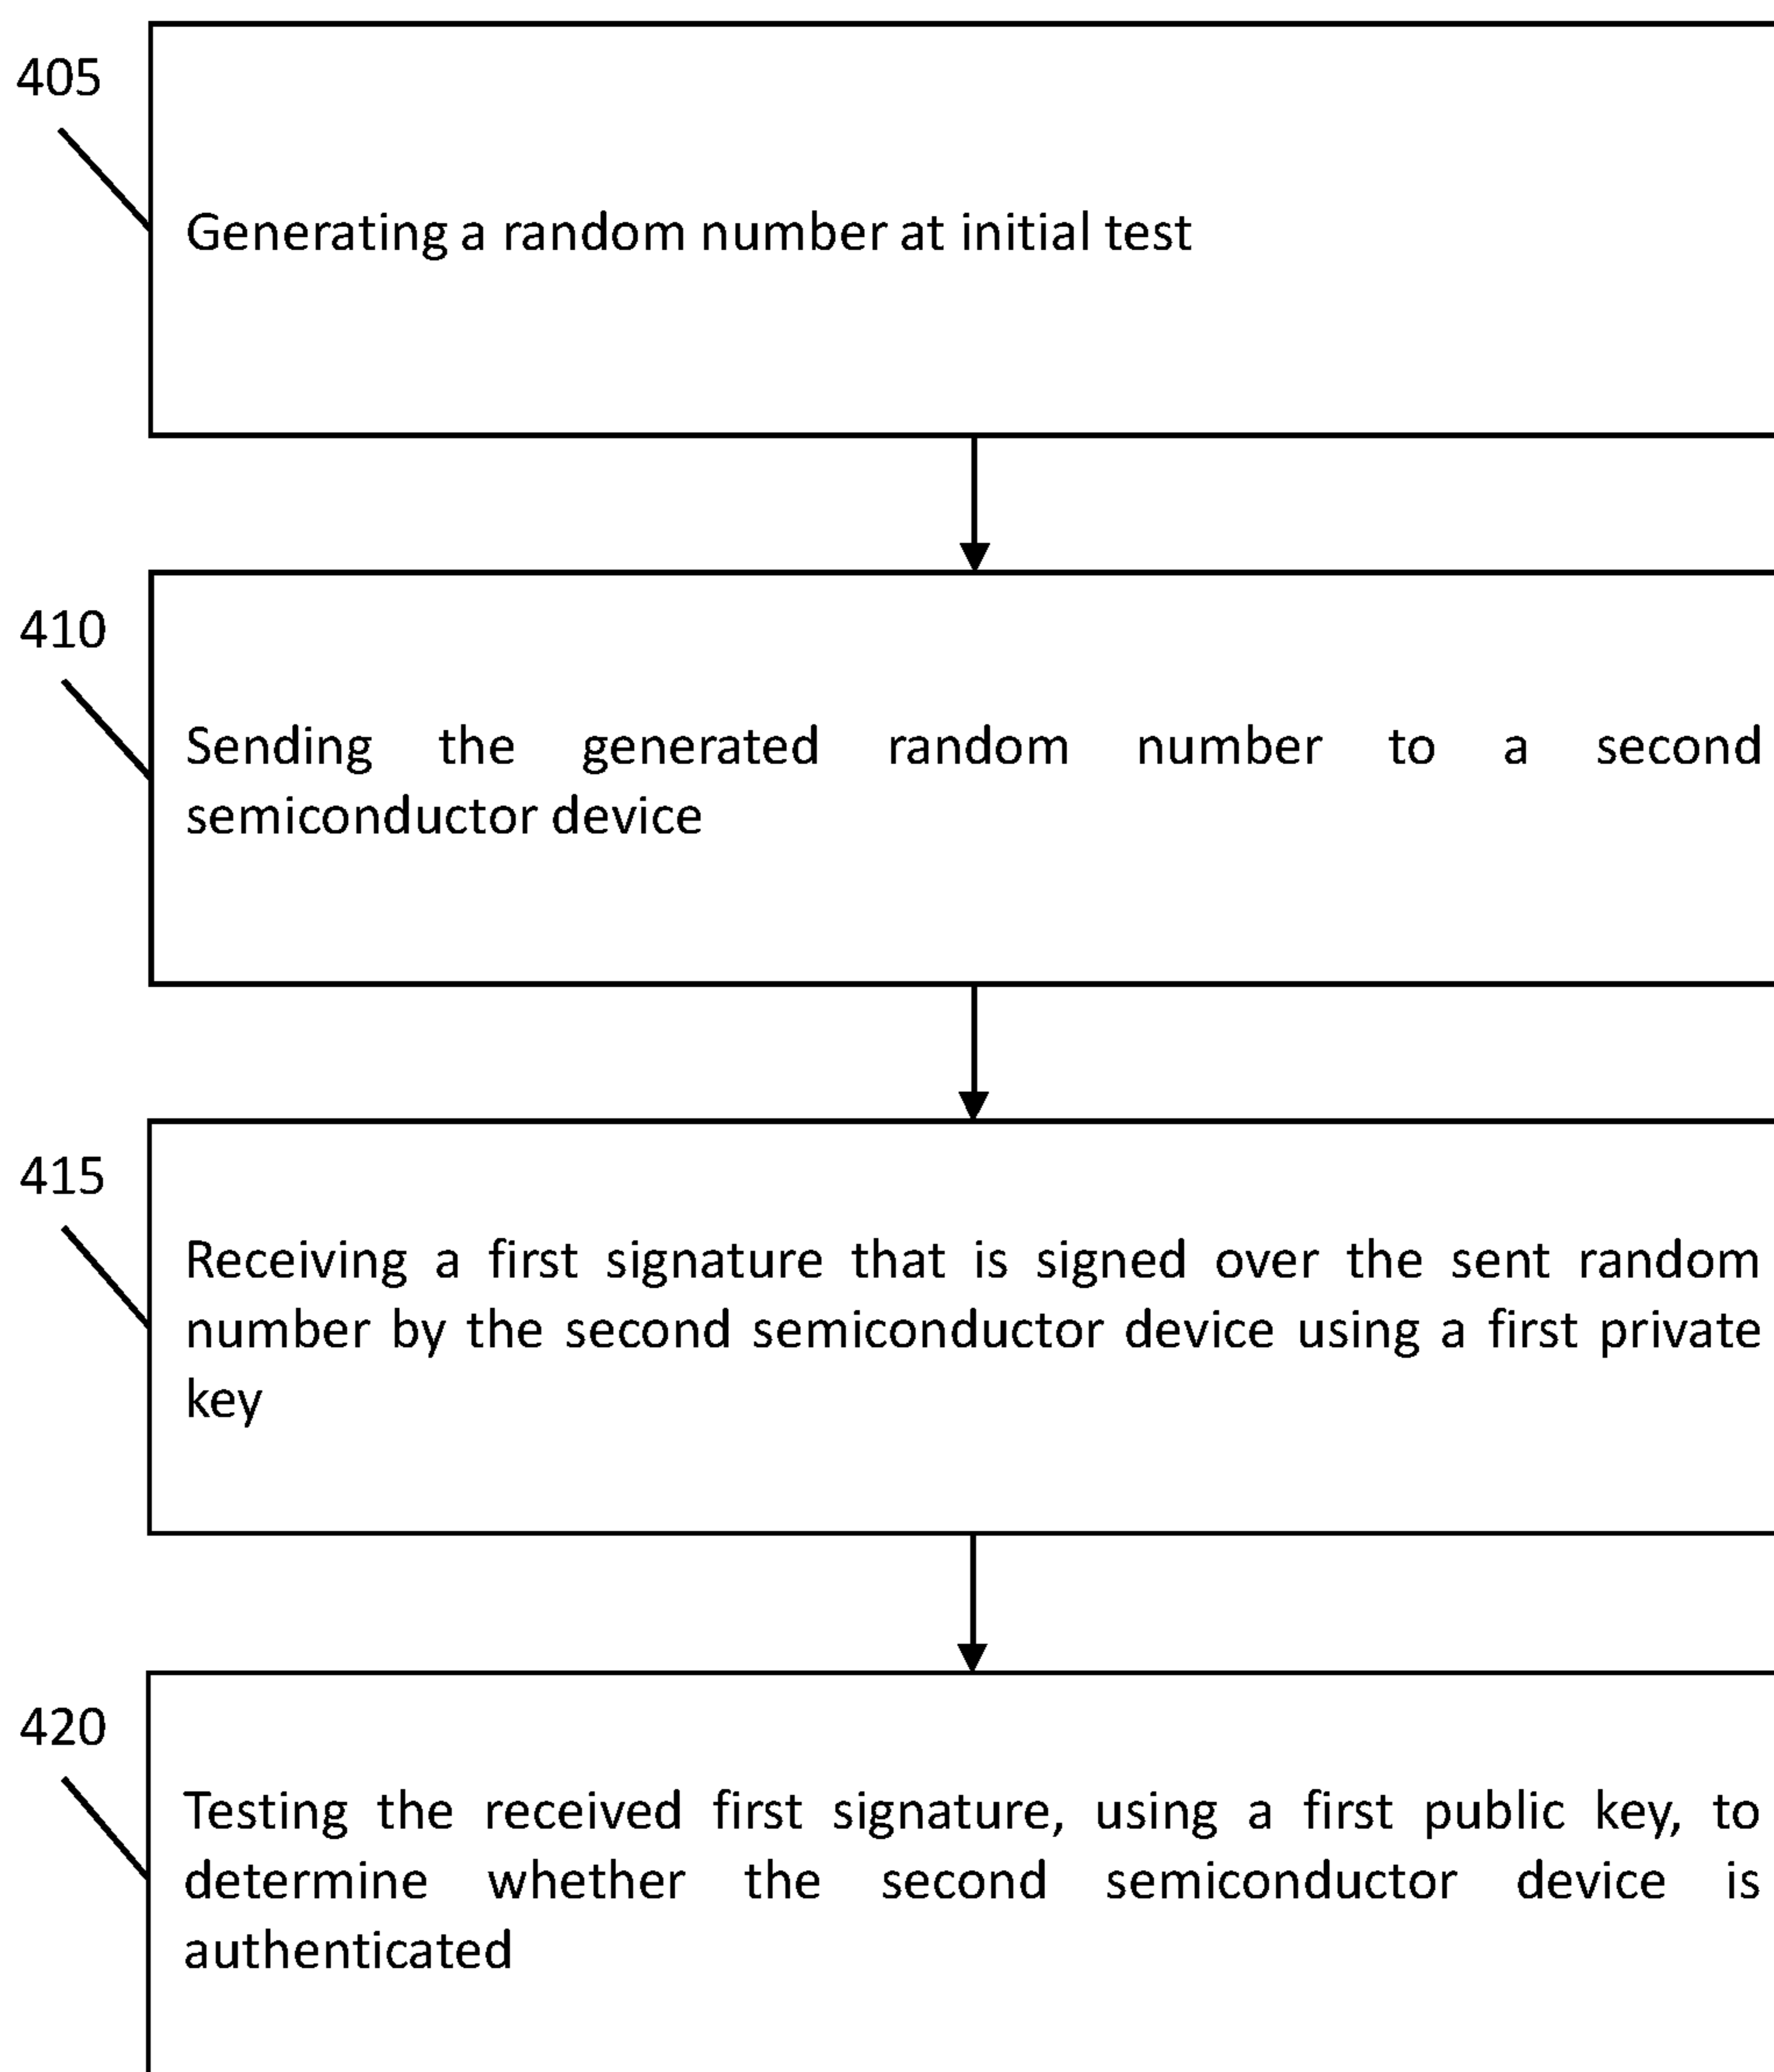 405
Generating a random number at initial test
410
Sending the generated random number to a second
semiconductor device
415
Receiving a first signature that is signed over the sent random
number by the second semiconductor device using a first private
key
420
Testing the received first signature, using a first public key, to
determine whether the second semiconductor device is
authenticated